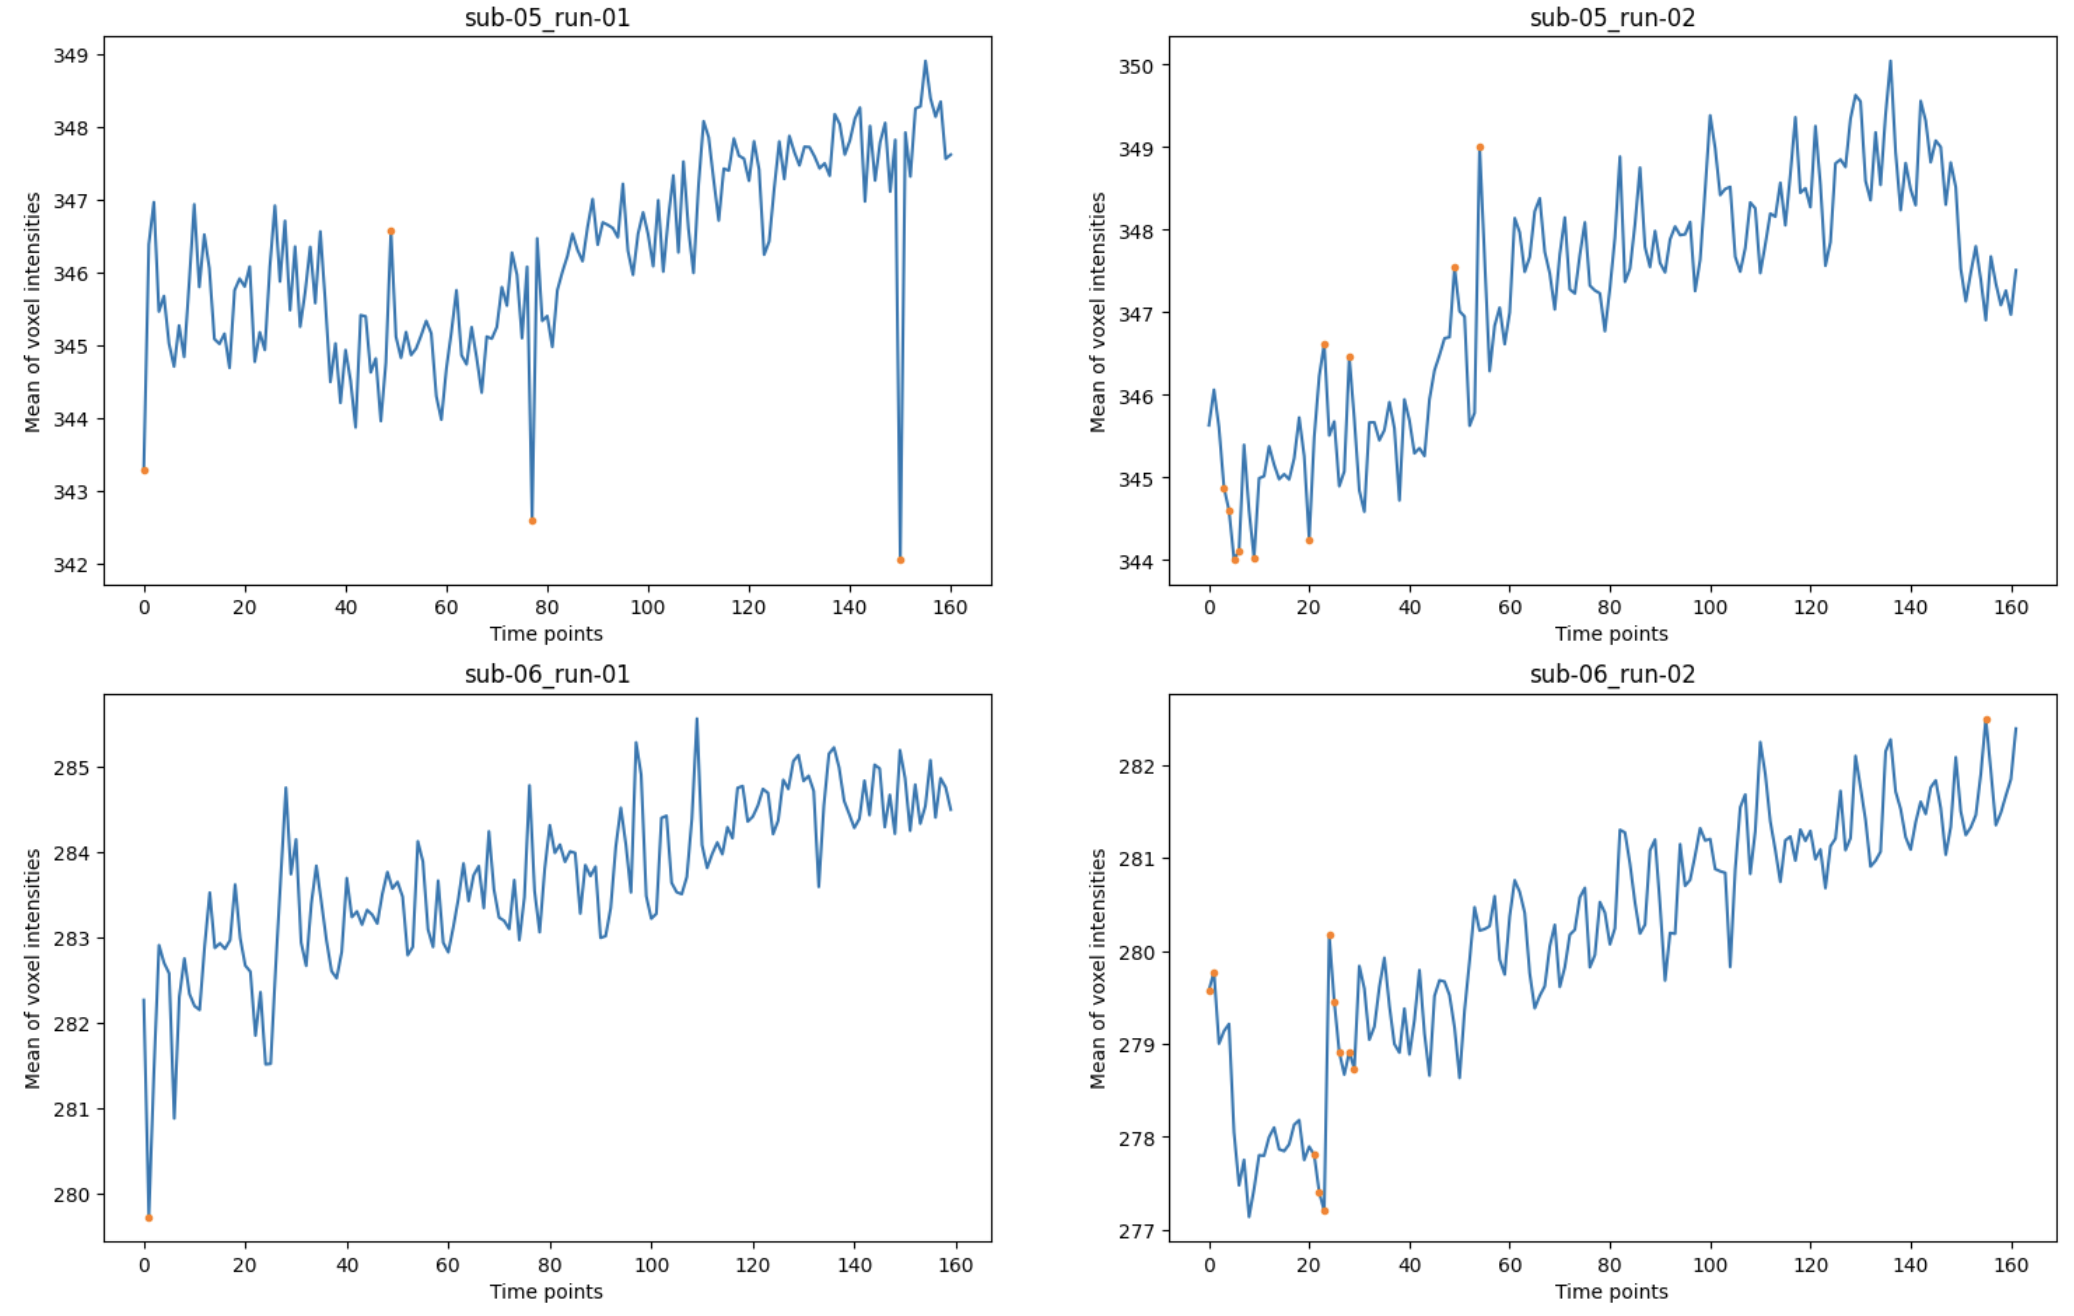 sub-05_run-01
349
348
347
346
345
344
343
342
Mean of voxel intensities
0 20 40 60 80 100 120 140 160
Time points
sub-05_run-02
350
349
348
347
346
345
344
Mean of voxel intensities
0 20 40 60 80 100 120 140 160
Time points
sub-06_run-01
285
284
283
282
281
280
Mean of voxel intensities
0 20 40 60 80 100 120 140 160
Time points
sub-06_run-02
282
281
280
279
278
277
Mean of voxel intensities
0 20 40 60 80 100 120 140 160
Time points